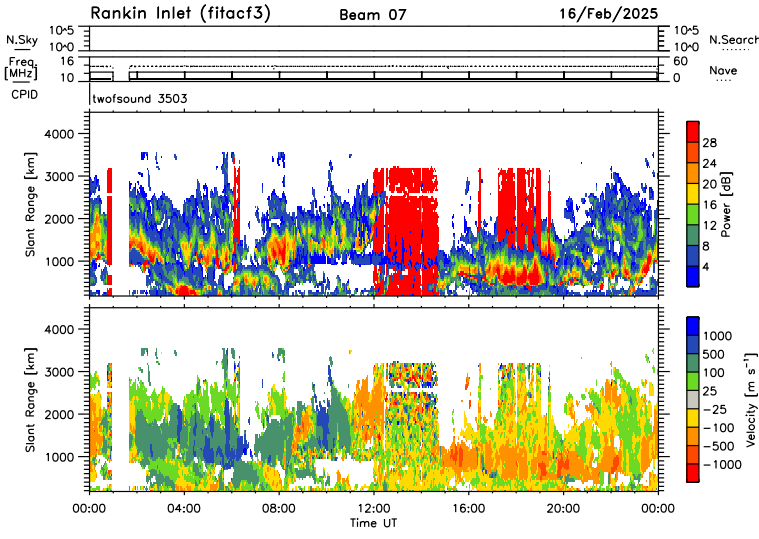 Rankin Inlet (fitacf3) Beam 07 16/Feb/2025
N.Sky 10^5 10^0 10^5 10^0 N.Search
Freq. [MHz] 16 10 60 0 Nave
CPID twofsound 3503
Slant Range [km] 4000 3000 2000 1000
Power [dB] 28 24 20 16 12 8 4
Slant Range [km] 4000 3000 2000 1000
Velocity [m s⁻¹] 1000 500 100 25 −25 −100 −500 −1000
00:00 04:00 08:00 12:00 16:00 20:00 00:00
Time UT